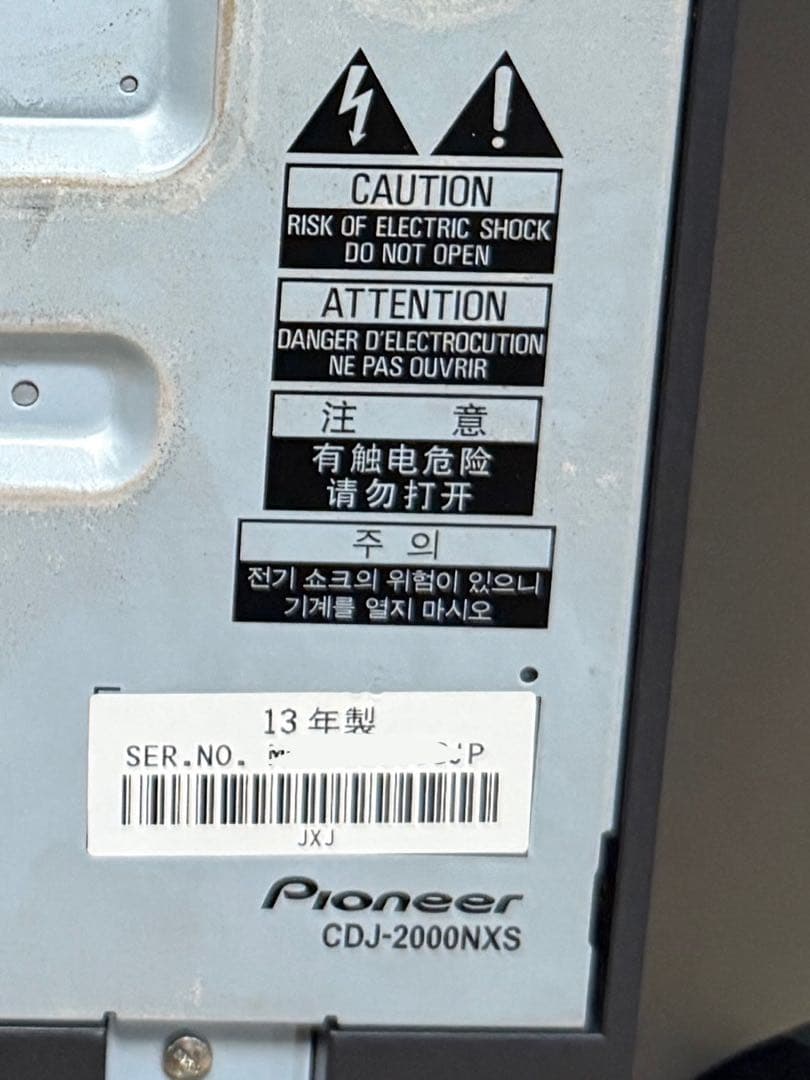 CAUTION
RISK OF ELECTRIC SHOCK
DO NOT OPEN
ATTENTION
DANGER D'ELECTROCUTION
NE PAS OUVRIR
注 意
有触电危险
请勿打开
주 의
전기 쇼크의 위험이 있으니
기계를 열지 마시오
13 年製
SER.NO.
JXJ
Pioneer
CDJ-2000NXS